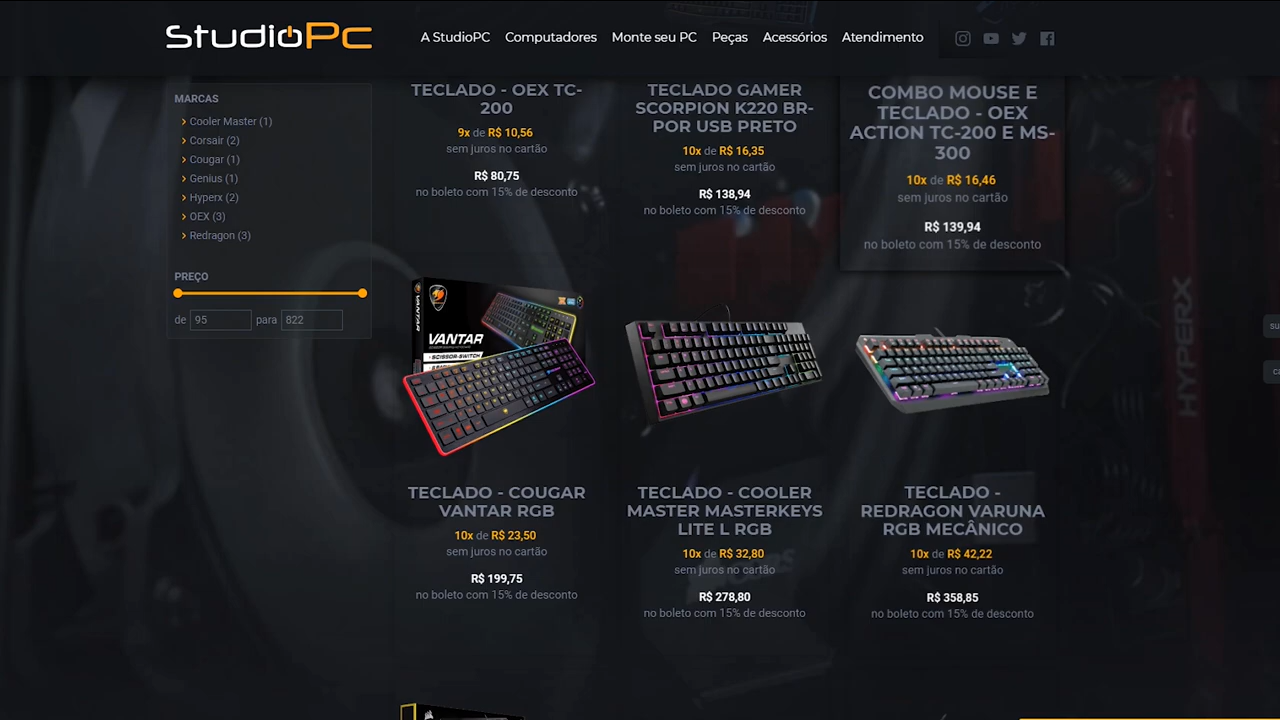 StudioPc
A StudioPC
Computadores
Monte seu PC
Peças
Acessórios
Atendimento
MARCAS
Cooler Master (1)
Corsair (2)
Cougar (1)
Genius (1)
Hyperx (2)
OEX (3)
Redragon (3)
PREÇO
de 95 para 822
TECLADO - OEX TC-
200
9x de R$ 10,56
sem juros no cartão
R$ 80,75
no boleto com 15% de desconto
TECLADO GAMER
SCORPION K220 BR-
POR USB PRETO
10x de R$ 16,35
sem juros no cartão
R$ 138,94
no boleto com 15% de desconto
COMBO MOUSE E
TECLADO - OEX
ACTION TC-200 E MS-
300
10x de R$ 16,46
sem juros no cartão
R$ 139,94
no boleto com 15% de desconto
VANTAR
SCISSOR-SWITCH
TECLADO - COUGAR
VANTAR RGB
10x de R$ 23,50
sem juros no cartão
R$ 199,75
no boleto com 15% de desconto
TECLADO - COOLER
MASTER MASTERKEYS
LITE L RGB
10x de R$ 32,80
sem juros no cartão
R$ 278,80
no boleto com 15% de desconto
TECLADO -
REDRAGON VARUNA
RGB MECÂNICO
10x de R$ 42,22
sem juros no cartão
R$ 358,85
no boleto com 15% de desconto
HYPERX
su
ca